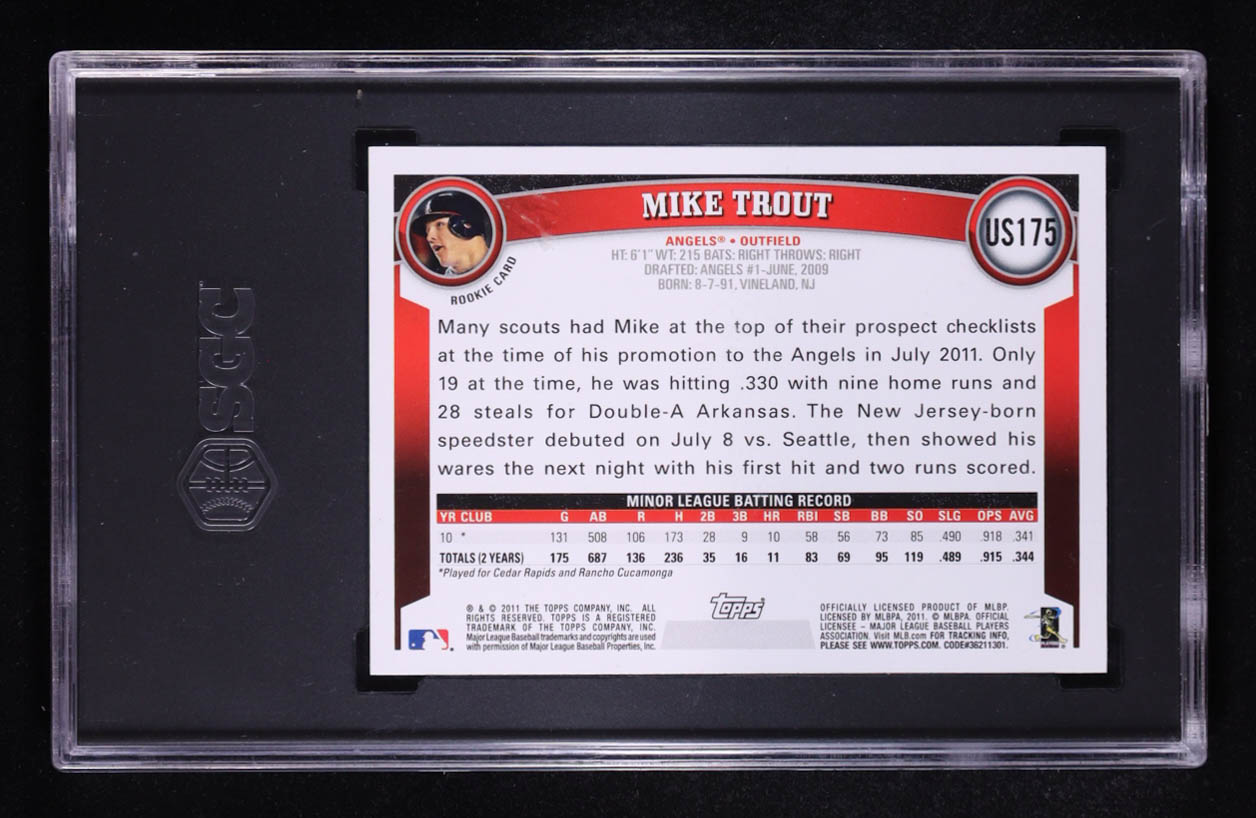 SGC
MIKE TROUT
US175
ANGELS® • OUTFIELD
HT: 6'1" WT: 215 BATS: RIGHT THROWS: RIGHT
DRAFTED: ANGELS #1-JUNE, 2009
BORN: 8-7-91, VINELAND, NJ
ROOKIE CARD
Many scouts had Mike at the top of their prospect checklists
at the time of his promotion to the Angels in July 2011. Only
19 at the time, he was hitting .330 with nine home runs and
28 steals for Double-A Arkansas. The New Jersey-born
speedster debuted on July 8 vs. Seattle, then showed his
wares the next night with his first hit and two runs scored.
MINOR LEAGUE BATTING RECORD
YR CLUB G AB R H 2B 3B HR RBI SB BB SO SLG OPS AVG
10 * 131 508 106 173 28 9 10 58 56 73 85 .490 .918 .341
TOTALS (2 YEARS) 175 687 136 236 35 16 11 83 69 95 119 .489 .915 .344
*Played for Cedar Rapids and Rancho Cucamonga
® & © 2011 THE TOPPS COMPANY, INC. ALL
RIGHTS RESERVED. TOPPS IS A REGISTERED
TRADEMARK OF THE TOPPS COMPANY, INC.
Major League Baseball trademarks and copyrights are used
with permission of Major League Baseball Properties, Inc.
Topps®
OFFICIALLY LICENSED PRODUCT OF MLBP.
LICENSED BY MLBPA, 2011. © MLBPA. OFFICIAL
LICENSEE – MAJOR LEAGUE BASEBALL PLAYERS
ASSOCIATION. Visit MLB.com FOR TRACKING INFO,
PLEASE SEE WWW.TOPPS.COM. CODE#36211301.